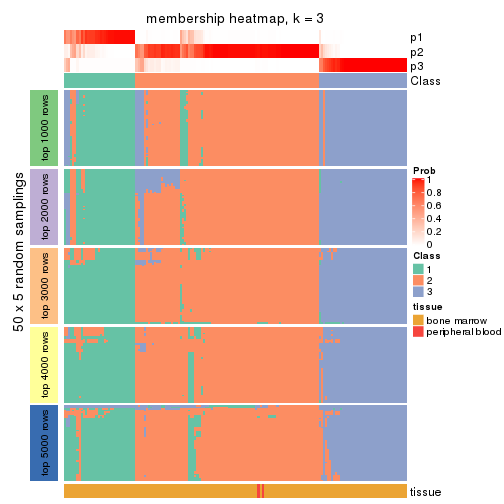 membership heatmap, k = 3
p1
p2
p3
Class
50 x 5 random samplings
top 1000 rows
top 2000 rows
top 3000 rows
top 4000 rows
top 5000 rows
Prob
1
0.8
0.6
0.4
0.2
0
Class
1
2
3
tissue
bone marrow
peripheral blood
tissue